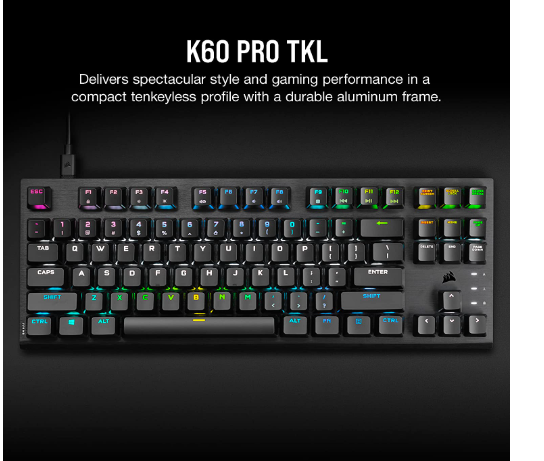 K60 PRO TKL
Delivers spectacular style and gaming performance in a
compact tenkeyless profile with a durable aluminum frame.
ESC F1 F2 F3 F4 F5 F6 F7 F8 F9 F10 F11 F12
1 2 3 4 5 6 7 8 9 0
TAB Q W E R T Y U I O P
DELETE END
CAPS A S D F G H J K L ENTER
SHIFT Z X C V B N M SHIFT
CTRL ALT ALT FN CTRL